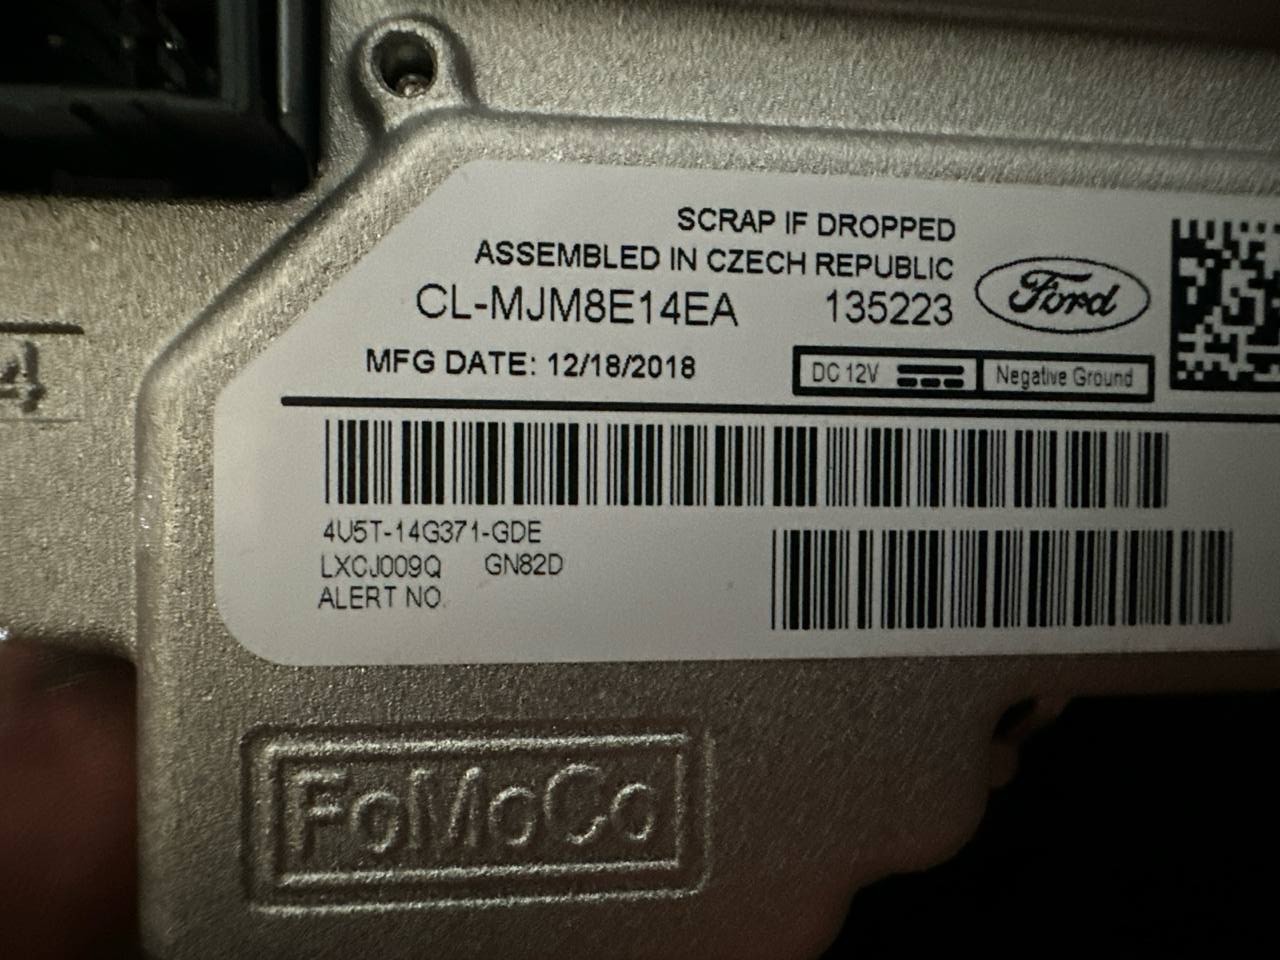 SCRAP IF DROPPED
ASSEMBLED IN CZECH REPUBLIC
CL-MJM8E14EA 135223
Ford
MFG DATE: 12/18/2018
DC 12V Negative Ground
4
4U5T-14G371-GDE
LXCJ009Q GN82D
ALERT NO.
FoMoCo